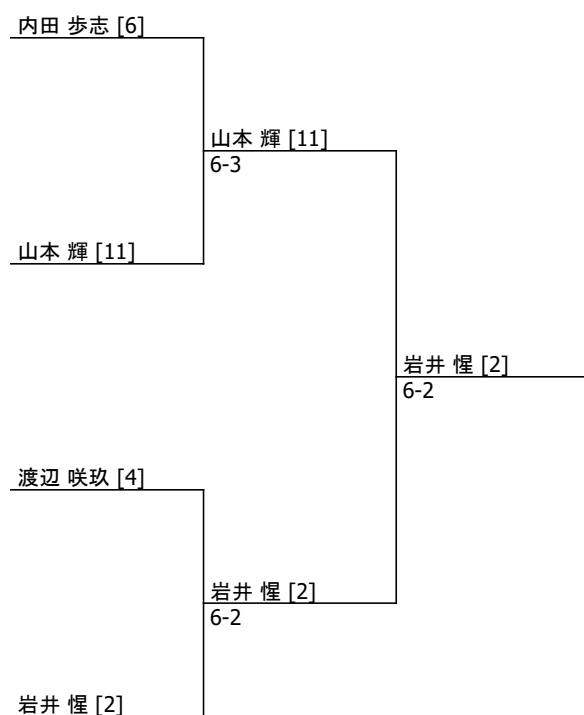 内田 歩志 [6]
山本 輝 [11]
6-3
山本 輝 [11]
岩井 惺 [2]
6-2
渡辺 咲玖 [4]
岩井 惺 [2]
6-2
岩井 惺 [2]